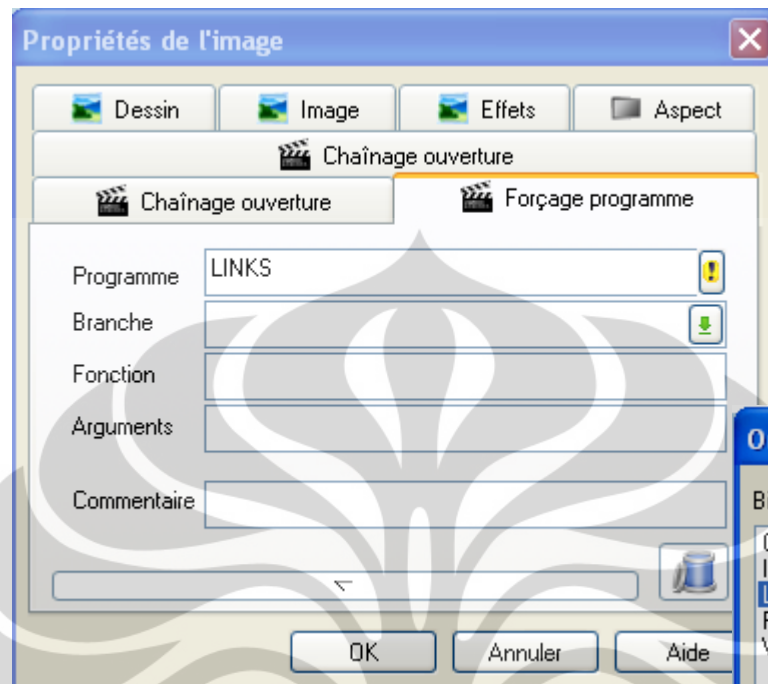 Propriétés de l'image
Dessin Image Effets Aspect
Chaînage ouverture
Chaînage ouverture Forçage programme
Programme LINKS
Branche
Fonction
Arguments
Commentaire
OK Annuler Aide